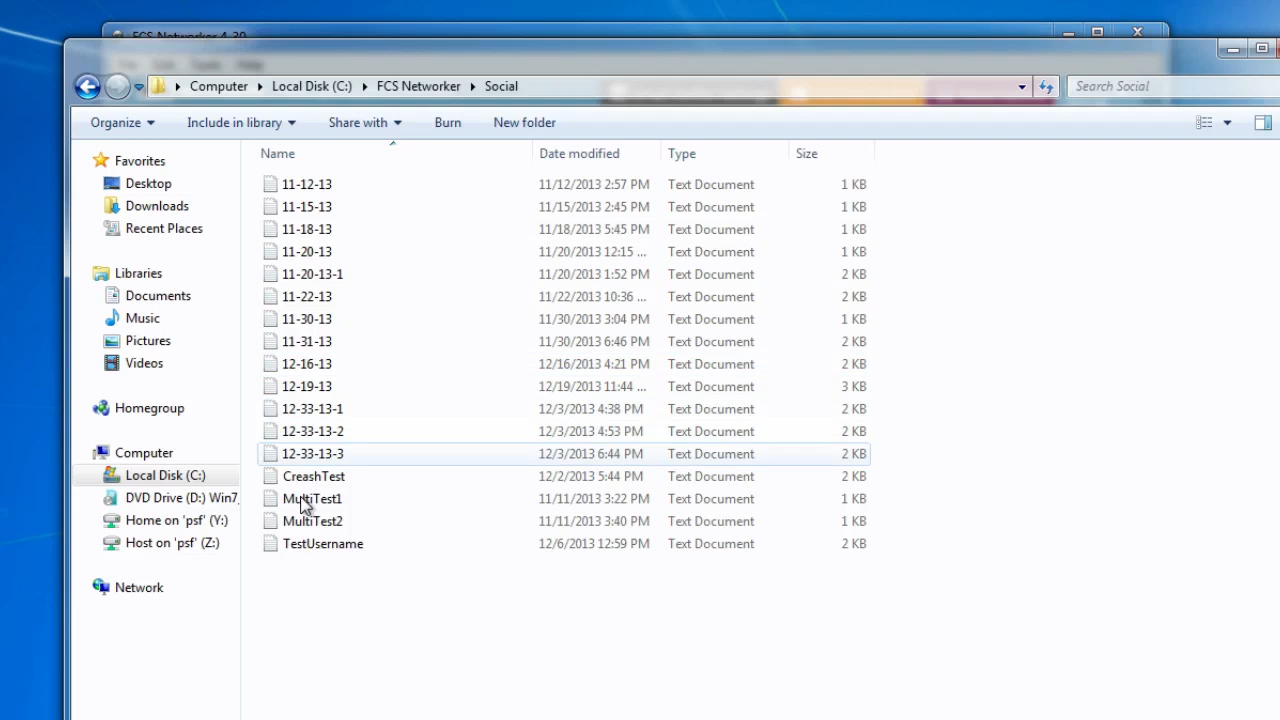 FCS Networker 4.30
File Edit Tools Help
Computer Local Disk (C:) FCS Networker Social
Search Social
Organize Include in library Share with Burn New folder
Name Date modified Type Size
Favorites
Desktop
Downloads
Recent Places
Libraries
Documents
Music
Pictures
Videos
Homegroup
Computer
Local Disk (C:)
DVD Drive (D:) Win7
Home on 'psf' (Y:)
Host on 'psf' (Z:)
Network
11-12-13 11/12/2013 2:57 PM Text Document 1 KB
11-15-13 11/15/2013 2:45 PM Text Document 1 KB
11-18-13 11/18/2013 5:45 PM Text Document 1 KB
11-20-13 11/20/2013 12:15 ... Text Document 1 KB
11-20-13-1 11/20/2013 1:52 PM Text Document 2 KB
11-22-13 11/22/2013 10:36 ... Text Document 2 KB
11-30-13 11/30/2013 3:04 PM Text Document 1 KB
11-31-13 11/30/2013 6:46 PM Text Document 2 KB
12-16-13 12/16/2013 4:21 PM Text Document 2 KB
12-19-13 12/19/2013 11:44 ... Text Document 3 KB
12-33-13-1 12/3/2013 4:38 PM Text Document 2 KB
12-33-13-2 12/3/2013 4:53 PM Text Document 2 KB
12-33-13-3 12/3/2013 6:44 PM Text Document 2 KB
CreashTest 12/2/2013 5:44 PM Text Document 2 KB
MultiTest1 11/11/2013 3:22 PM Text Document 1 KB
MultiTest2 11/11/2013 3:40 PM Text Document 1 KB
TestUsername 12/6/2013 12:59 PM Text Document 2 KB